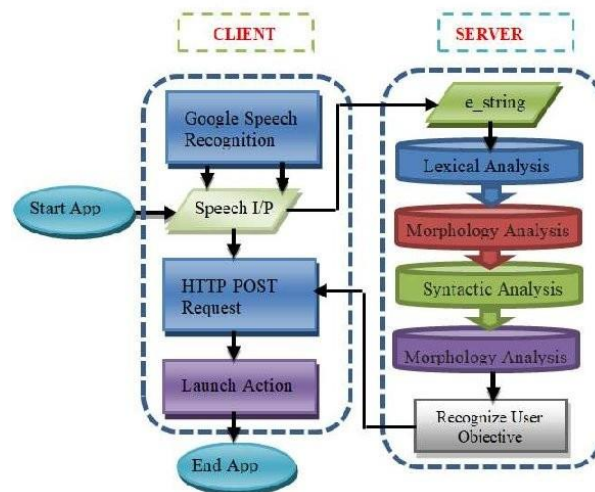 CLIENT
SERVER
Google Speech
Recognition
Start App
Speech I/P
HTTP POST
Request
Launch Action
End App
e_string
Lexical Analysis
Morphology Analysis
Syntactic Analysis
Morphology Analysis
Recognize User
Objective